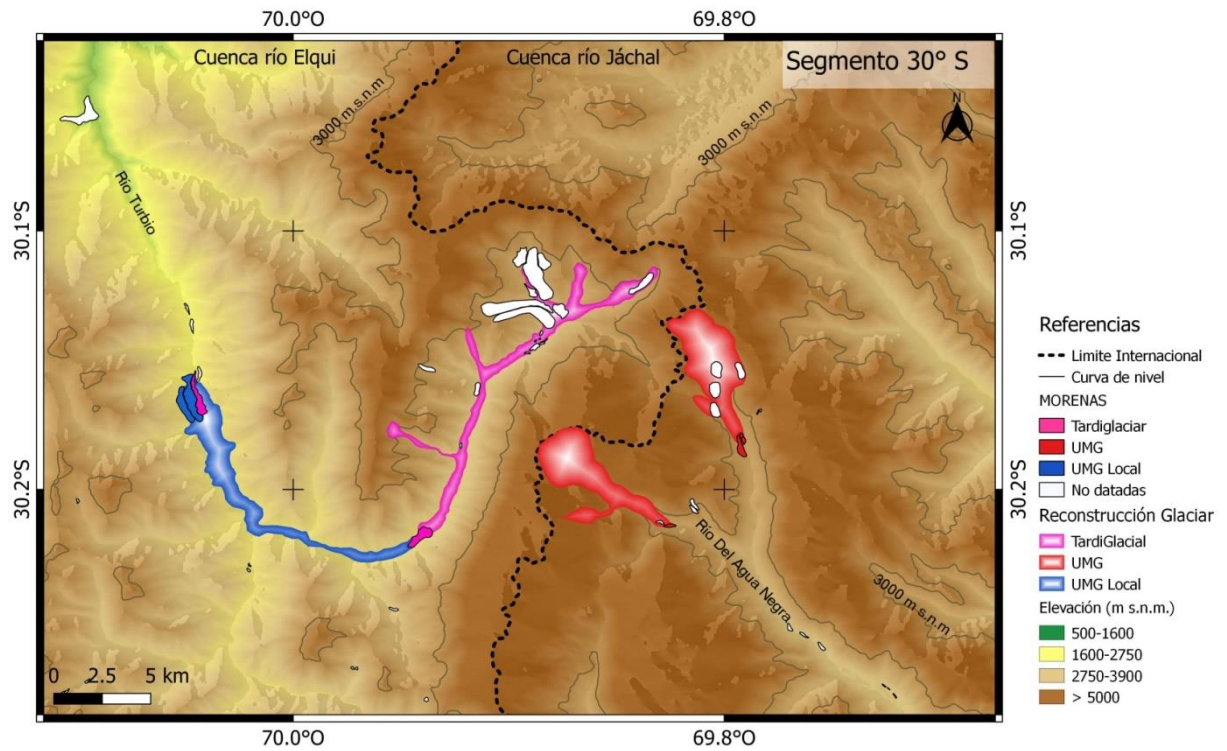 70.0°O
69.8°O
Cuenca río Elqui
Cuenca río Jáchal
Segmento 30° S
N
3000 m s.n.m
3000 m s.n.m
Río Turbio
30.1°S
30.1°S
30.2°S
30.2°S
Rio Del Agua Negra
3000 m s.n.m
0 2.5 5 km
70.0°O
69.8°O
Referencias
Limite Internacional
Curva de nivel
MORENAS
Tardiglaciar
UMG
UMG Local
No datadas
Reconstrucción Glaciar
TardiGlacial
UMG
UMG Local
Elevación (m s.n.m.)
500-1600
1600-2750
2750-3900
> 5000